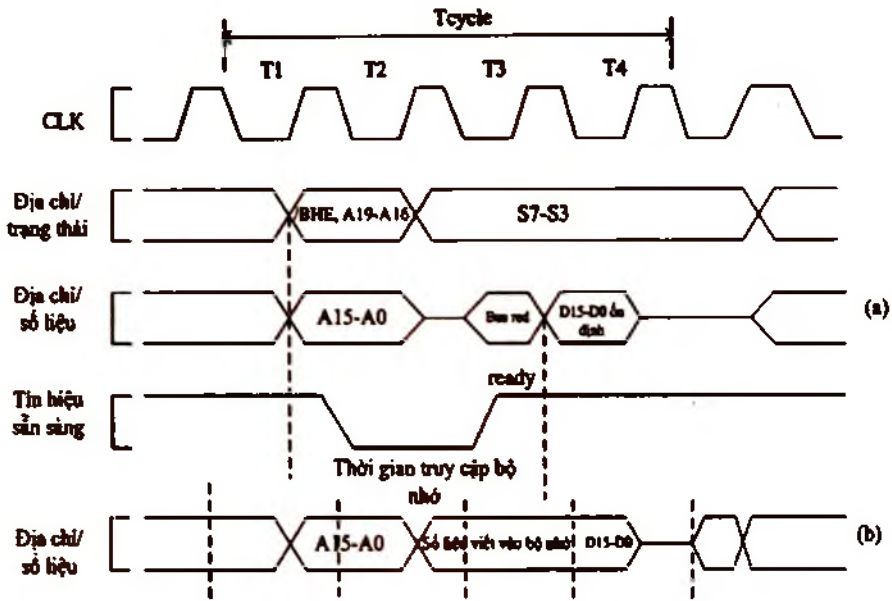 Tcycle
T1 T2 T3 T4
CLK
Địa chỉ/
trạng thái
BHE, A19-A16
S7-S3
Địa chỉ/
số liệu
A15-A0
Bus red
D15-D0 ổn
định
(a)
ready
Tín hiệu
sẵn sàng
Thời gian truy cập bộ
nhớ
Địa chỉ/
số liệu
A15-A0
Số liệu viết vào bộ nhớ
D15-D0
(b)